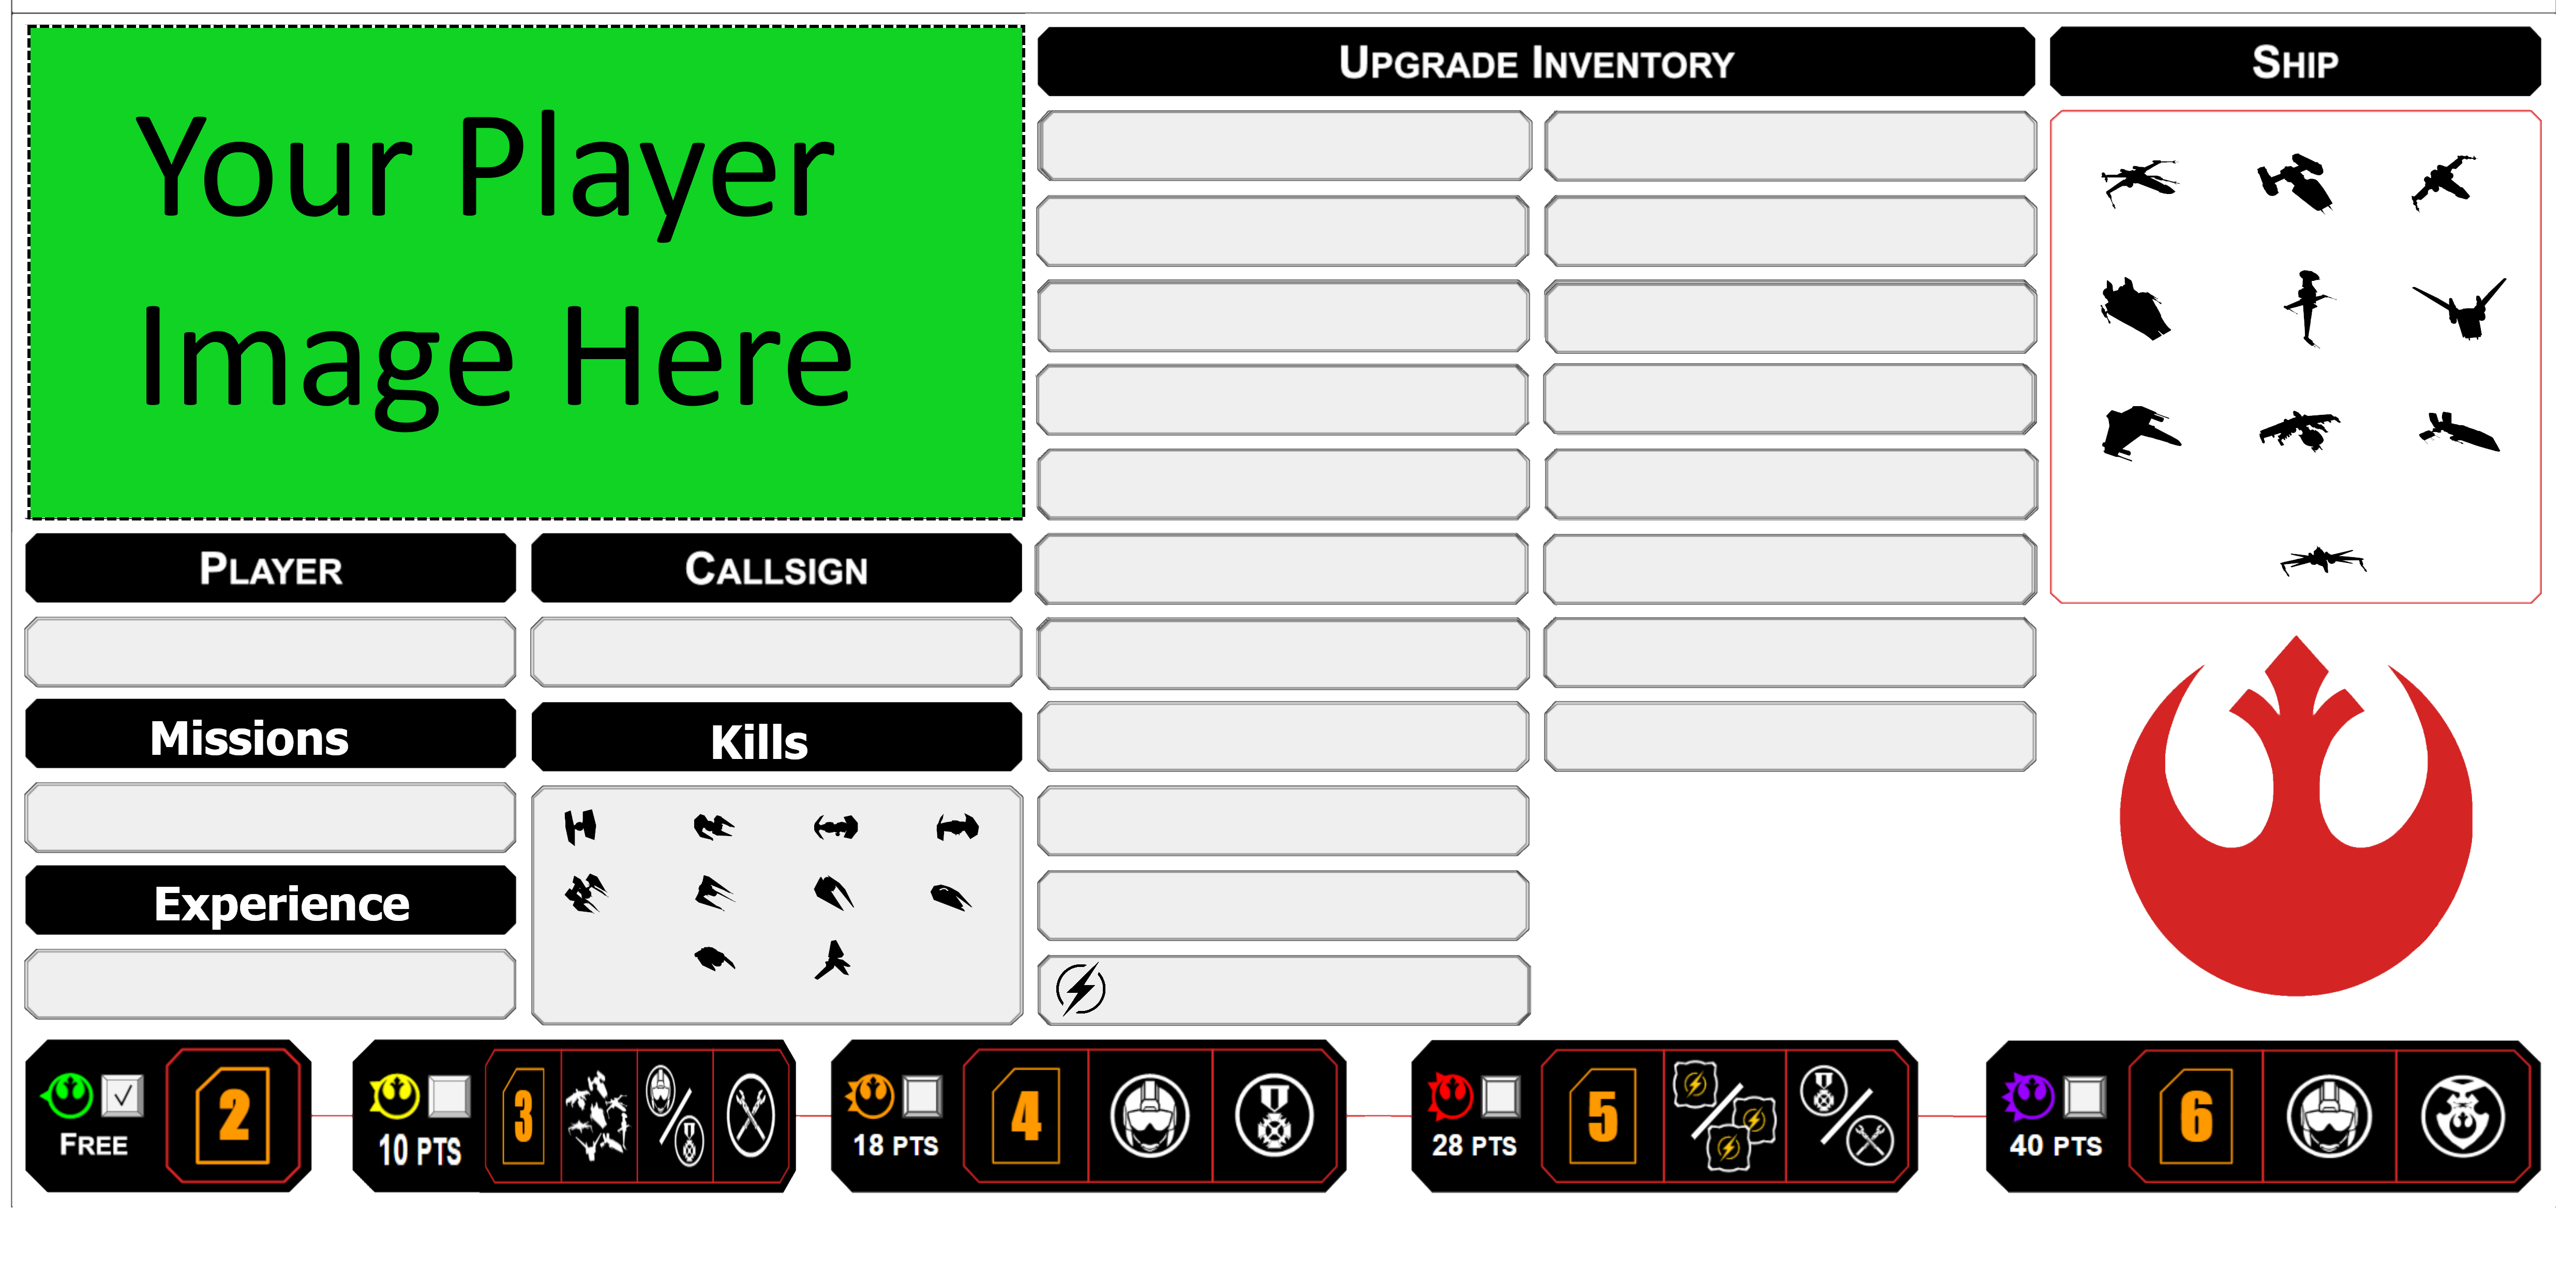 Your Player
Image Here
UPGRADE INVENTORY
SHIP
PLAYER
CALLSIGN
Missions
Kills
Experience
FREE
2
10 PTS
3
18 PTS
4
28 PTS
5
40 PTS
6